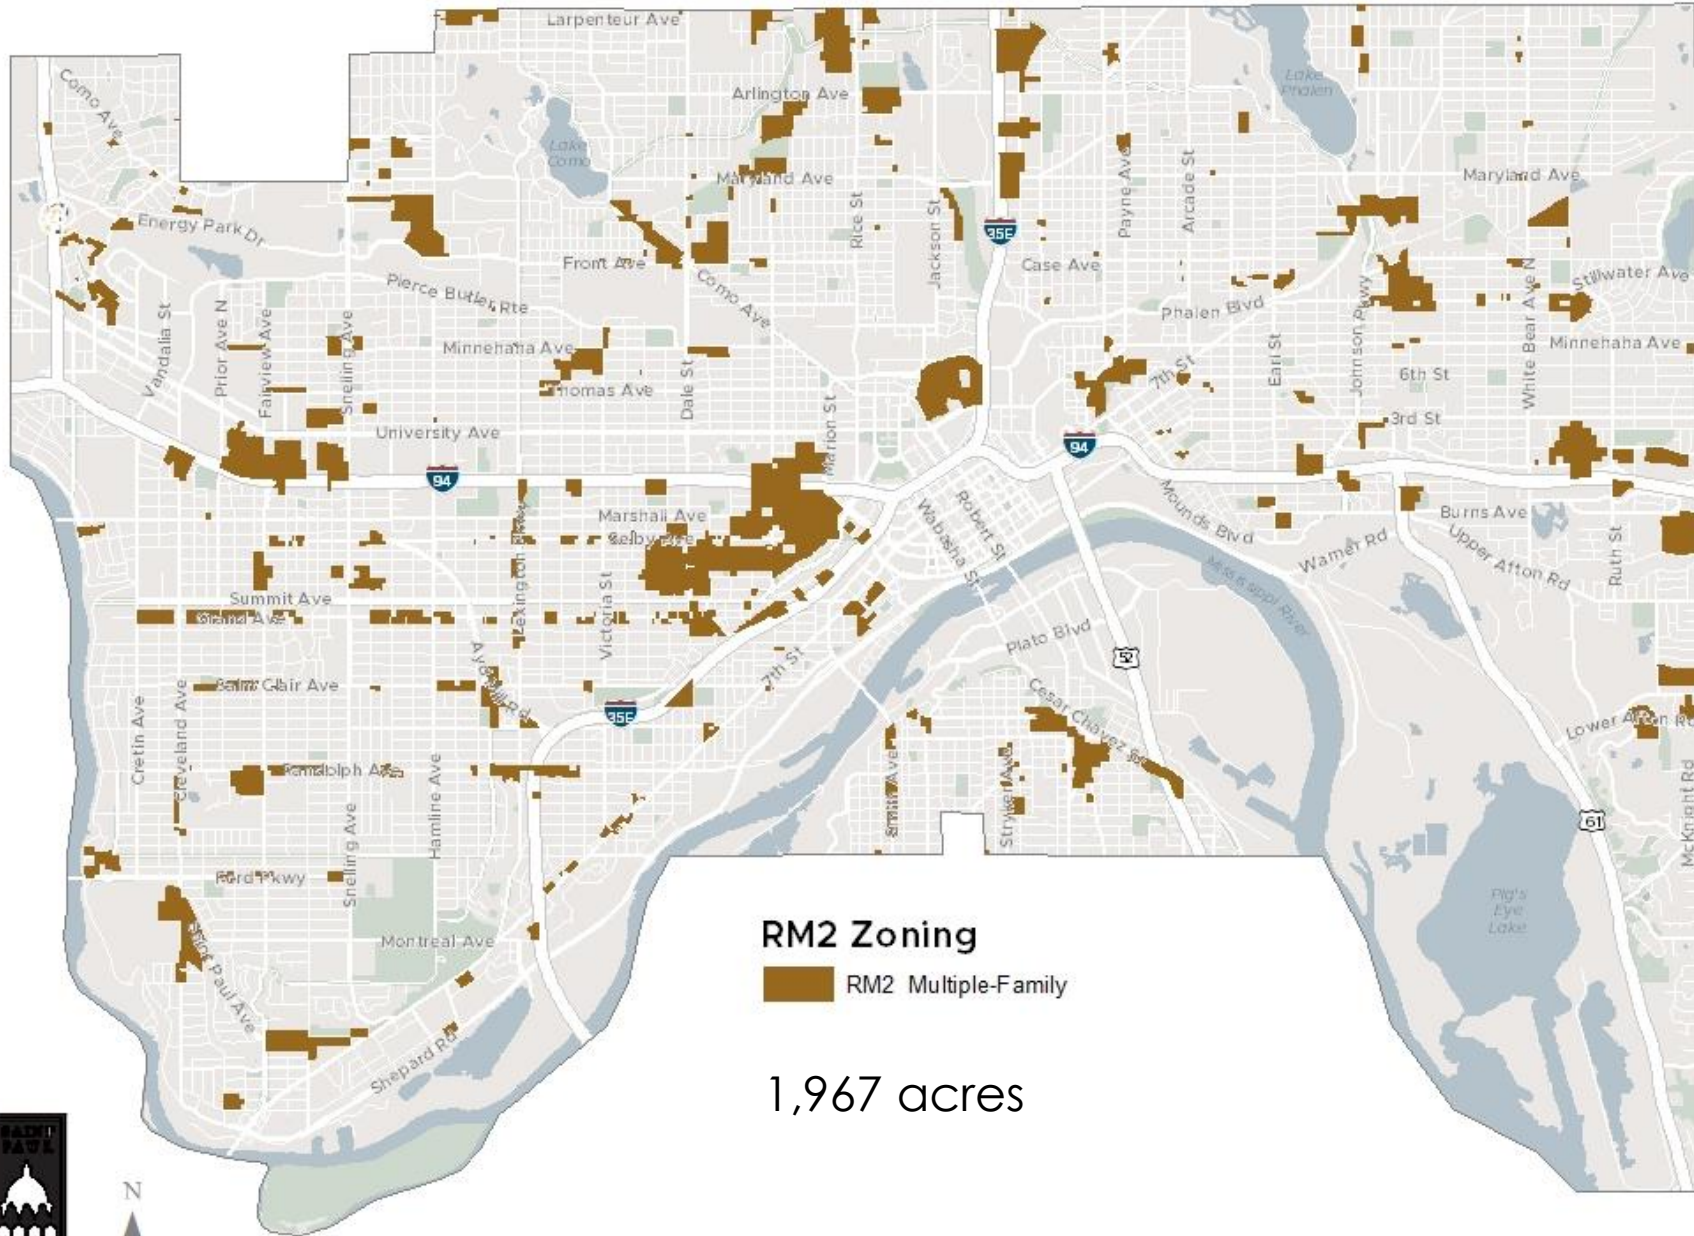 Larpenteur Ave
Como Ave
Arlington Ave
Lake
Phalen
Lake
Como
Maryland Ave
Maryland Ave
Payne Ave
Arcade St
Rice St
Jackson St
35E
Energy Park Dr
Front Ave
Como Ave
Case Ave
Stillwater Ave
Pierce Butler Rte
Phalen Blvd
Vandalia St
Prior Ave N
Fairview Ave
Snelling Ave
Minnehaha Ave
Minnehaha Ave
Thomas Ave
Dale St
7th St
Earl St
Johnson Pkwy
6th St
White Bear Ave N
3rd St
University Ave
Marion St
94
94
Marshall Ave
Selby Ave
Lexington Pkwy
Victoria St
Wabasha St
Robert St
Mounds Blvd
Warner Rd
Burns Ave
Upper Afton Rd
Ruth St
Mississippi River
Summit Ave
Grand Ave
Plato Blvd
52
7th St
Ayd Mill Rd
Saint Clair Ave
Cretin Ave
Cleveland Ave
35E
Cesar Chavez St
Lower Afton Rd
Randolph Ave
Hamline Ave
Snelling Ave
Smith Ave
Stryker Ave
McKnight Rd
61
Ford Pkwy
Pig's
Eye
Lake
Montreal Ave
Saint Paul Ave
Shepard Rd
RM2 Zoning
RM2 Multiple-Family
1,967 acres
SAINT
PAUL
N